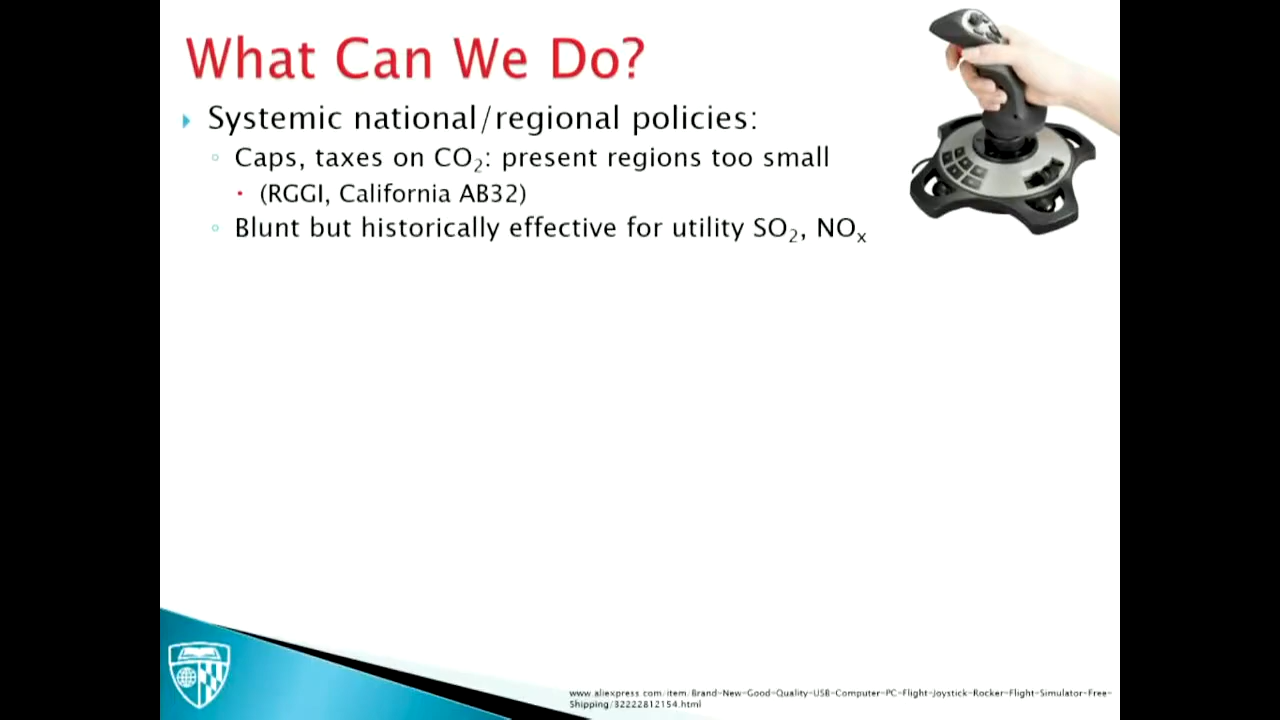 What Can We Do?
Systemic national/regional policies:
Caps, taxes on CO₂: present regions too small
(RGGI, California AB32)
Blunt but historically effective for utility SO₂, NOₓ
www.aliexpress.com/item/Brand-New-Good-Quality-USB-Computer-PC-Flight-Joystick-Rocker-Flight-Simulator-Free-
Shipping/32222812154.html